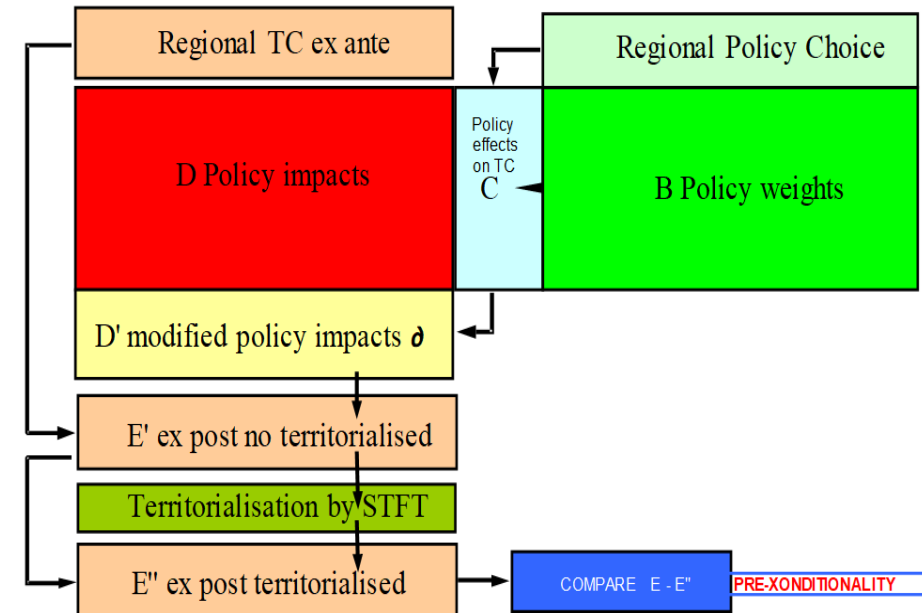 Regional TC ex ante
Regional Policy Choice
Policy
effects
on TC
C
D Policy impacts
B Policy weights
D' modified policy impacts ∂
E' ex post no territorialised
Territorialisation by STFT
E" ex post territorialised
COMPARE E - E"
PRE-XONDITIONALITY